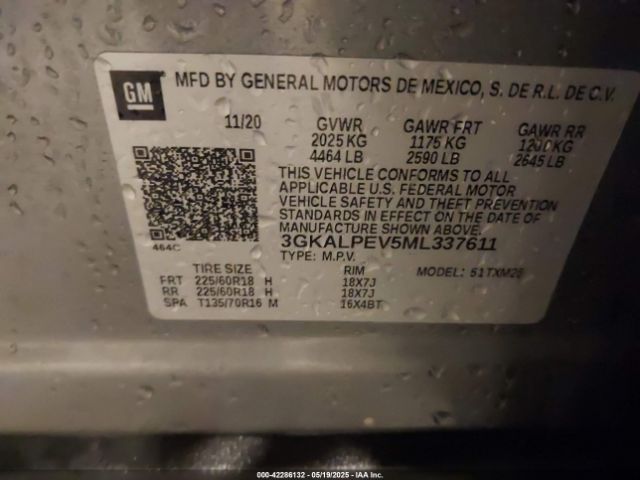 GM
MFD BY GENERAL MOTORS DE MEXICO, S. DE R.L. DE C.V.
11/20 GVWR GAWR FRT GAWR RR
2025 KG 1175 KG 1200 KG
4464 LB 2590 LB 2645 LB
THIS VEHICLE CONFORMS TO ALL
APPLICABLE U.S. FEDERAL MOTOR
VEHICLE SAFETY AND THEFT PREVENTION
STANDARDS IN EFFECT ON THE DATE OF
MANUFACTURE SHOWN ABOVE.
464C
3GKALPEV5ML337611
TYPE: M.P.V. MODEL: 51TXM26
TIRE SIZE RIM
FRT 225/60R18 H 18X7J
RR 225/60R18 H 18X7J
SPA T135/70R16 M 16X4BT
000-42286132 - 05/19/2025 - IAA Inc.